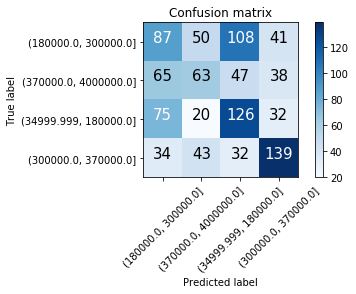 Confusion matrix
(180000.0, 300000.0] 87 50 108 41
(370000.0, 4000000.0] 65 63 47 38
(34999.999, 180000.0] 75 20 126 32
(300000.0, 370000.0] 34 43 32 139
True label
(180000.0, 300000.0]
(370000.0, 4000000.0]
(34999.999, 180000.0]
(300000.0, 370000.0]
Predicted label
120
100
80
60
40
20